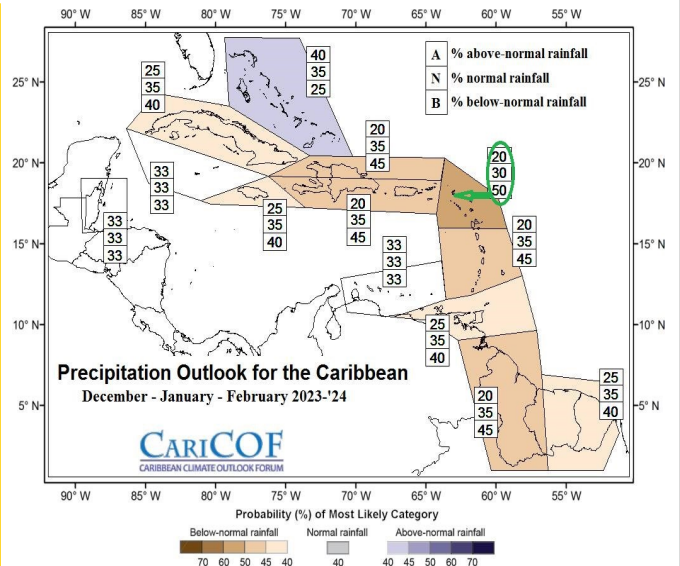 90° W 85° W 80° W 75° W 70° W 65° W 60° W 55° W
25° N
20° N
15° N
10° N
5° N
A % above-normal rainfall
N % normal rainfall
B % below-normal rainfall
40
35
25
25
35
40
20
35
45
20
30
50
33
33
33
33
33
33
25
35
40
20
35
45
20
35
45
33
33
33
25
35
40
20
35
45
25
35
40
Precipitation Outlook for the Caribbean
December - January - February 2023-'24
CARICOF
CARIBBEAN CLIMATE OUTLOOK FORUM
90° W 85° W 80° W 75° W 70° W 65° W 60° W 55° W
Probability (%) of Most Likely Category
Below-normal rainfall Normal rainfall Above-normal rainfall
70 60 50 45 40 40 40 45 50 60 70